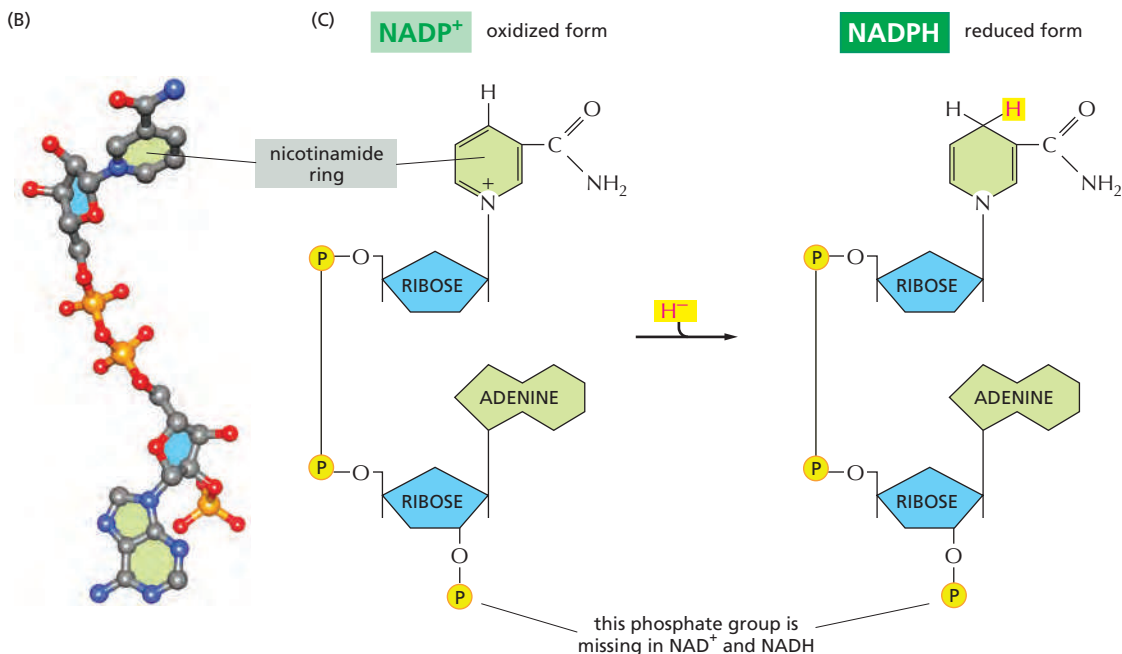 (B)
(C)
NADP+ oxidized form
NADPH reduced form
nicotinamide
ring
H
O
C
NH2
+
N
P
O
RIBOSE
ADENINE
P
O
RIBOSE
O
P
H–
H
H
O
C
NH2
N
P
O
RIBOSE
ADENINE
P
O
RIBOSE
O
P
this phosphate group is
missing in NAD+ and NADH